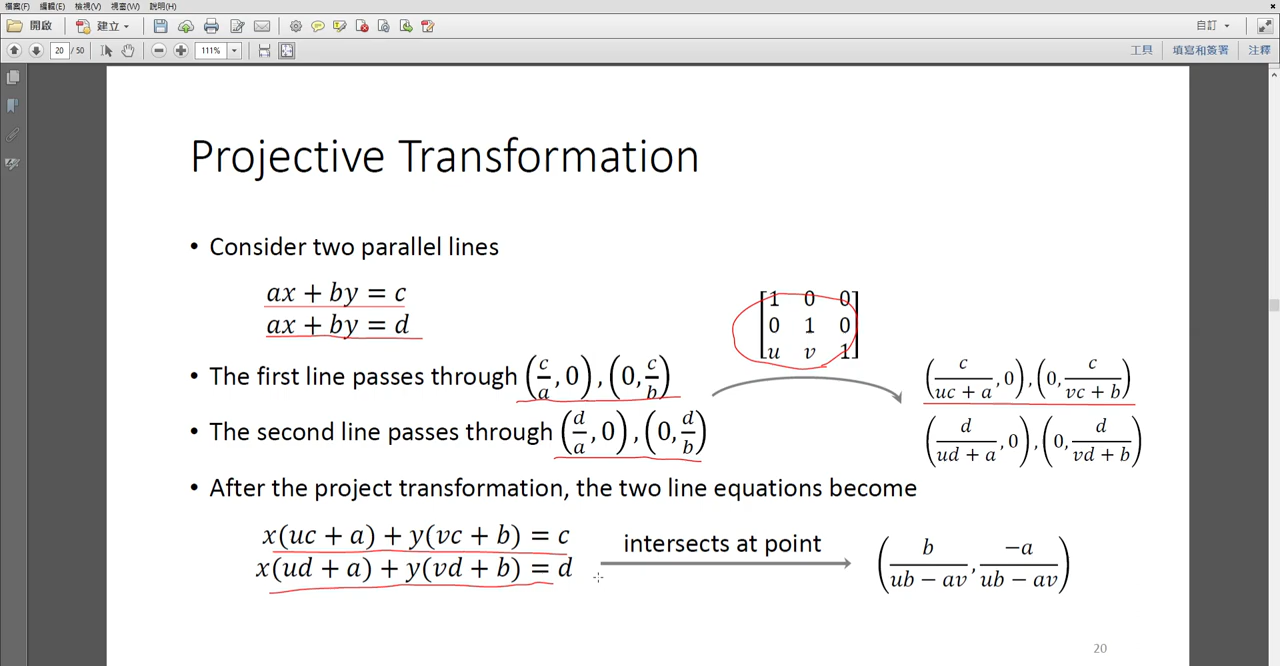 檔案(F) 編輯(E) 檢視(V) 視窗(W) 說明(H)
開啟 建立 自訂
20 / 50 111% 工具 填寫和簽署 注釋
Projective Transformation
• Consider two parallel lines
ax + by = c
ax + by = d
[1 0 0
0 1 0
u v 1]
• The first line passes through (c/a, 0), (0, c/b)
(c/(uc + a), 0), (0, c/(vc + b))
• The second line passes through (d/a, 0), (0, d/b)
(d/(ud + a), 0), (0, d/(vd + b))
• After the project transformation, the two line equations become
x(uc + a) + y(vc + b) = c
x(ud + a) + y(vd + b) = d
intersects at point
(b/(ub − av), −a/(ub − av))
20